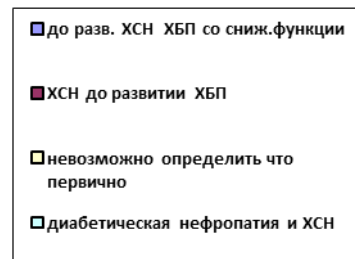 до разв. ХСН ХБП со сниж.функции
ХСН до развитии ХБП
невозможно определить что
первично
диабетическая нефропатия и ХСН